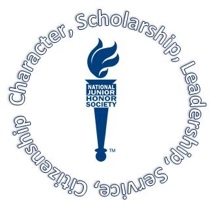 Character, Scholarship, Leadership, Service, Citizenship
NATIONAL
JUNIOR
HONOR
SOCIETY
™